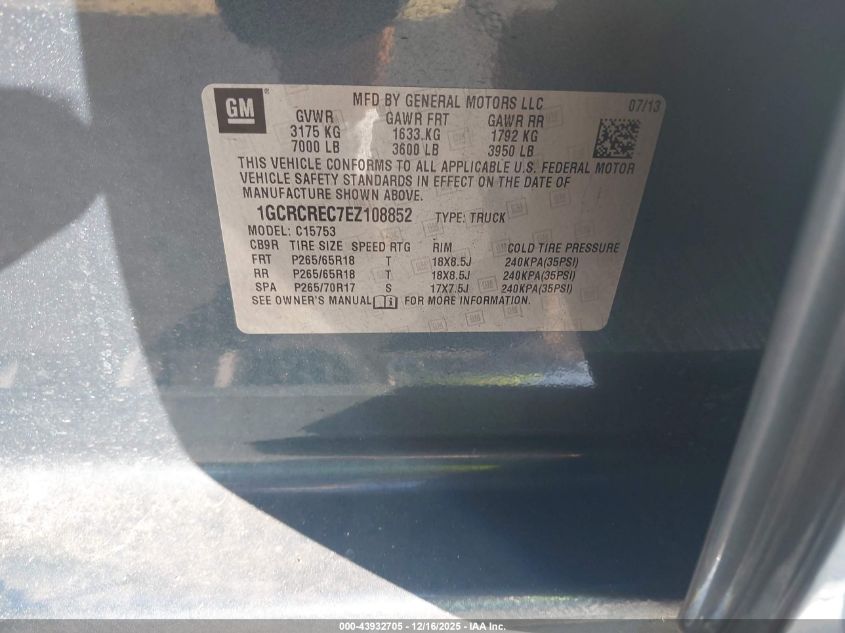 GM ® MFD BY GENERAL MOTORS LLC 07/13
GVWR GAWR FRT GAWR RR
3175 KG 1633 KG 1792 KG
7000 LB 3600 LB 3950 LB
THIS VEHICLE CONFORMS TO ALL APPLICABLE U.S. FEDERAL MOTOR
VEHICLE SAFETY STANDARDS IN EFFECT ON THE DATE OF
MANUFACTURE SHOWN ABOVE.
1GCRCREC7EZ108852 TYPE: TRUCK
MODEL: C15753
CB9R TIRE SIZE SPEED RTG RIM COLD TIRE PRESSURE
FRT P265/65R18 T 18X8.5J 240KPA(35PSI)
RR P265/65R18 T 18X8.5J 240KPA(35PSI)
SPA P265/70R17 S 17X7.5J 240KPA(35PSI)
SEE OWNER'S MANUAL FOR MORE INFORMATION.
000-43932705 - 12/16/2025 - IAA Inc.